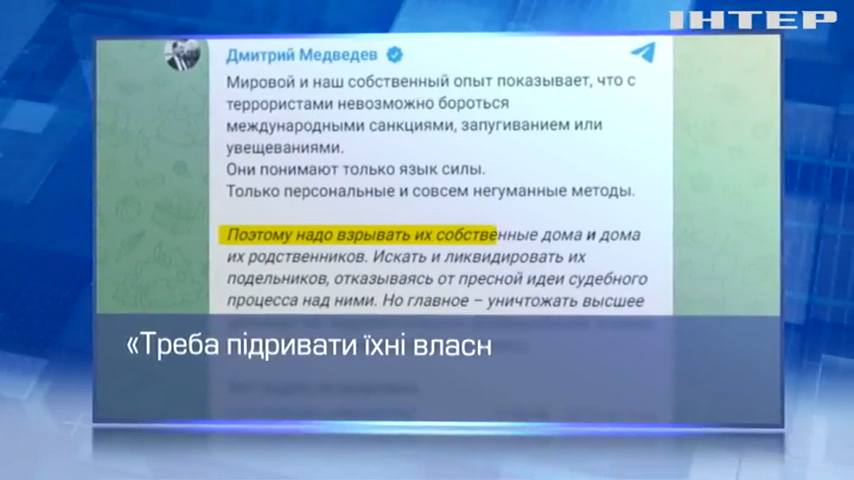 ІНТЕР
Дмитрий Медведев
Мировой и наш собственный опыт показывает, что с
террористами невозможно бороться
международными санкциями, запугиванием или
увещеваниями.
Они понимают только язык силы.
Только персональные и совсем негуманные методы.
Поэтому надо взрывать их собственные дома и дома
их родственников. Искать и ликвидировать их
подельников, отказываясь от пресной идеи судебного
процесса над ними. Но главное – уничтожать высшее
«Треба підривати їхні власн